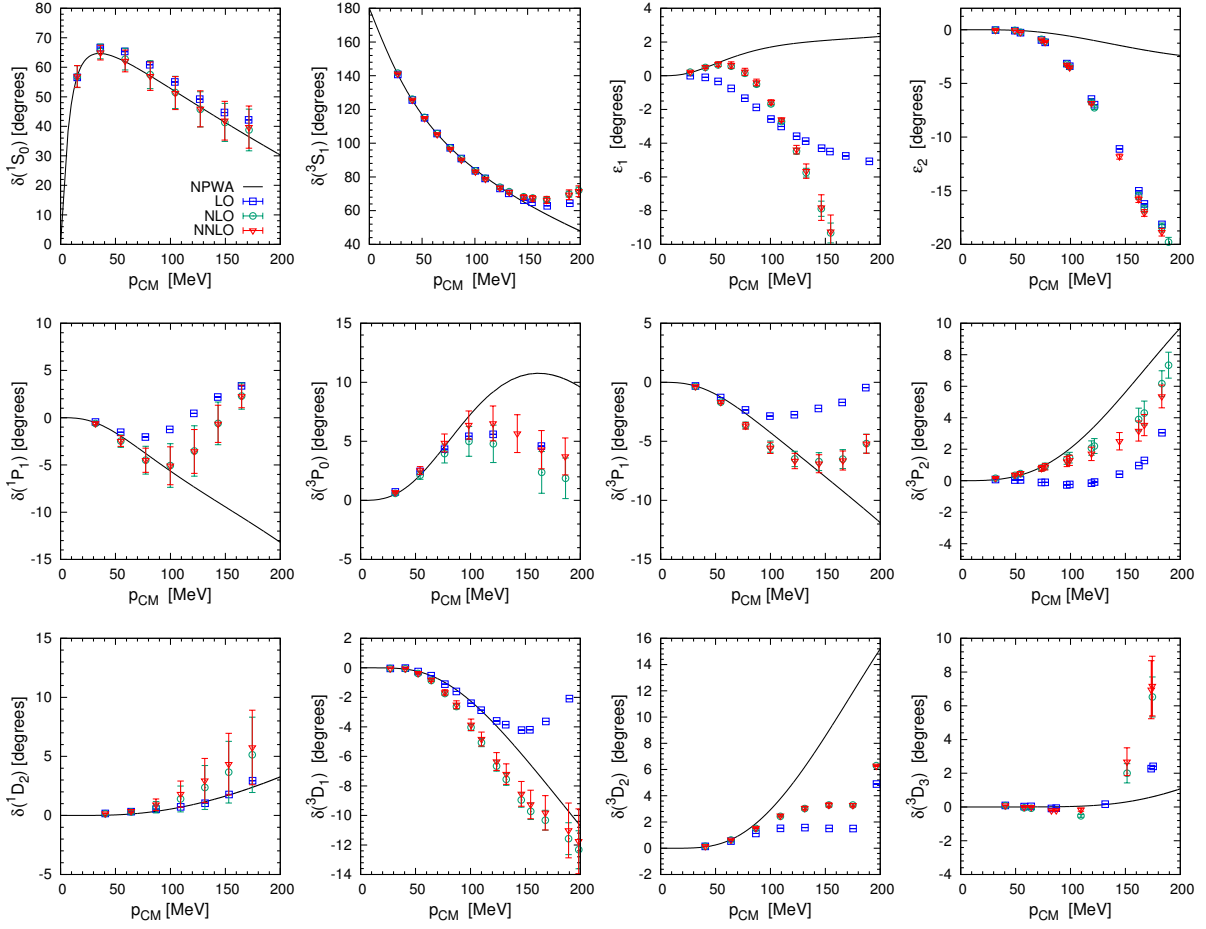 δ(¹S₀) [degrees]
80
70
60
50
40
30
20
10
0
NPWA
LO
NLO
NNLO
0 50 100 150 200
p_CM [MeV]
δ(³S₁) [degrees]
180
160
140
120
100
80
60
40
0 50 100 150 200
p_CM [MeV]
ε₁ [degrees]
4
2
0
-2
-4
-6
-8
-10
0 50 100 150 200
p_CM [MeV]
ε₂ [degrees]
0
-5
-10
-15
-20
0 50 100 150 200
p_CM [MeV]
δ(¹P₁) [degrees]
10
5
0
-5
-10
-15
0 50 100 150 200
p_CM [MeV]
δ(³P₀) [degrees]
15
10
5
0
-5
0 50 100 150 200
p_CM [MeV]
δ(³P₁) [degrees]
5
0
-5
-10
-15
0 50 100 150 200
p_CM [MeV]
δ(³P₂) [degrees]
10
8
6
4
2
0
-2
-4
0 50 100 150 200
p_CM [MeV]
δ(¹D₂) [degrees]
15
10
5
0
-5
0 50 100 150 200
p_CM [MeV]
δ(³D₁) [degrees]
2
0
-2
-4
-6
-8
-10
-12
-14
0 50 100 150 200
p_CM [MeV]
δ(³D₂) [degrees]
16
14
12
10
8
6
4
2
0
-2
0 50 100 150 200
p_CM [MeV]
δ(³D₃) [degrees]
10
8
6
4
2
0
-2
-4
0 50 100 150 200
p_CM [MeV]